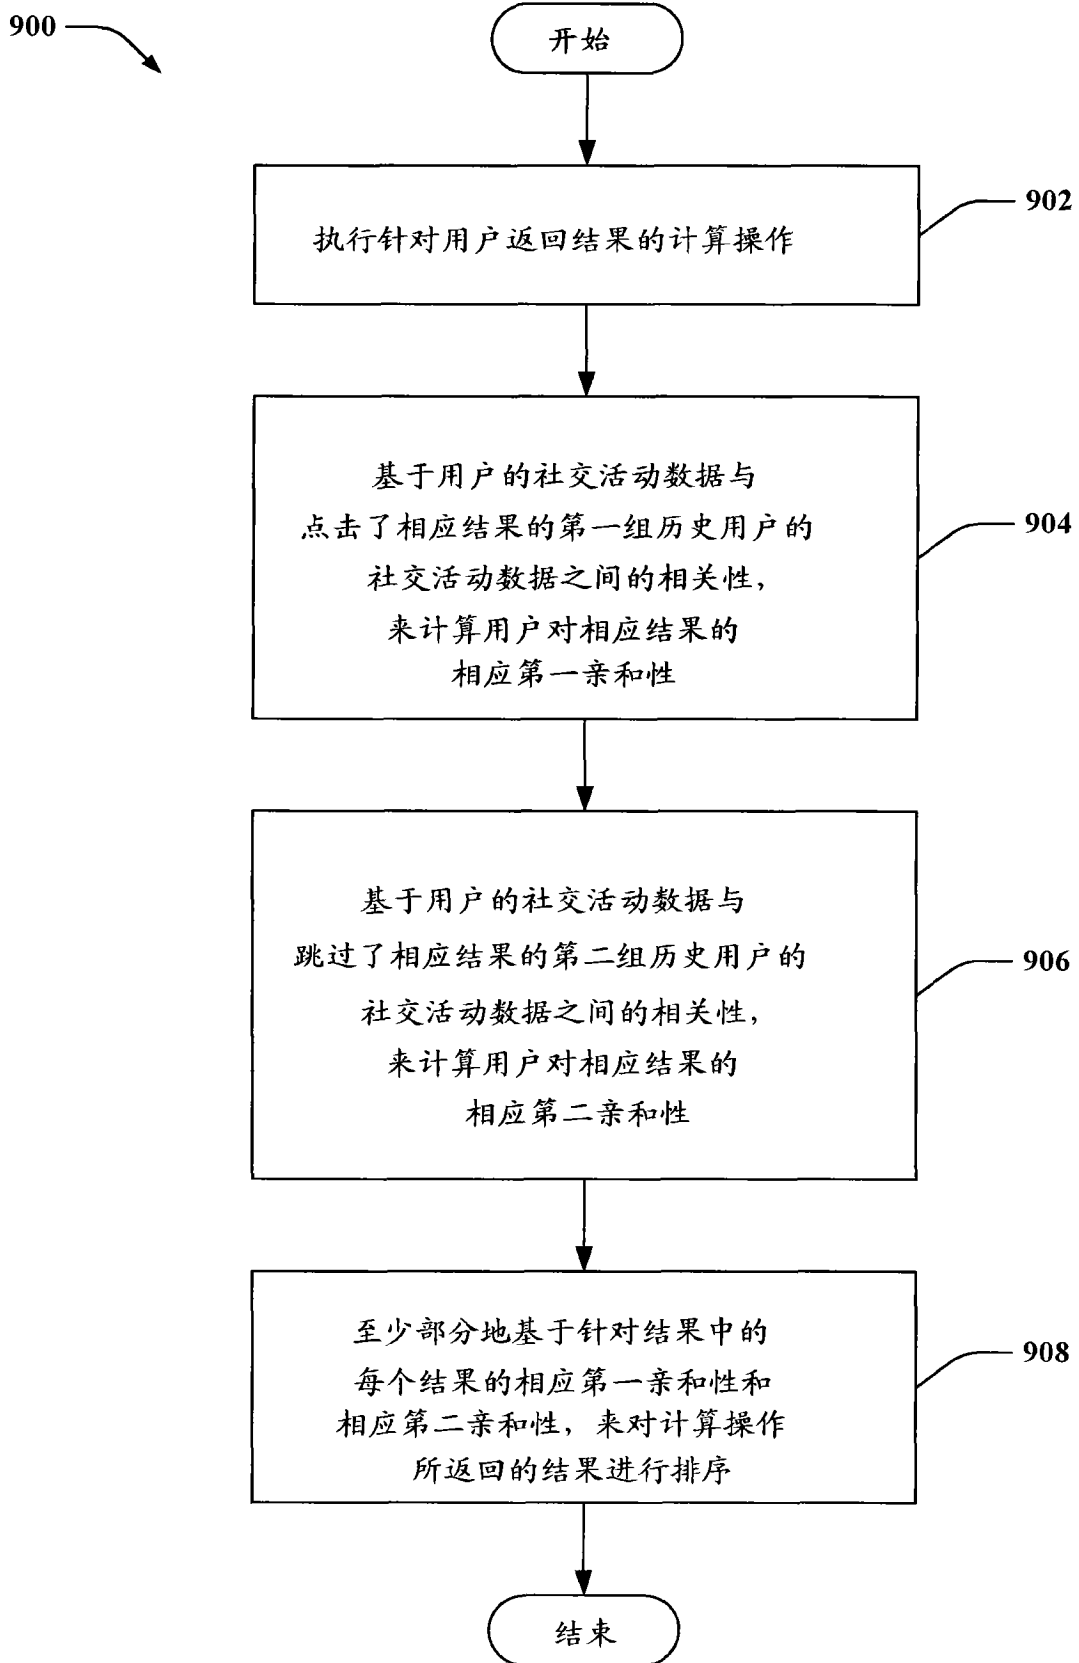 900
开始
执行针对用户返回结果的计算操作
902
基于用户的社交活动数据与
点击了相应结果的第一组历史用户的
社交活动数据之间的相关性，
来计算用户对相应结果的
相应第一亲和性
904
基于用户的社交活动数据与
跳过了相应结果的第二组历史用户的
社交活动数据之间的相关性，
来计算用户对相应结果的
相应第二亲和性
906
至少部分地基于针对结果中的
每个结果的相应第一亲和性和
相应第二亲和性，来对计算操作
所返回的结果进行排序
908
结束